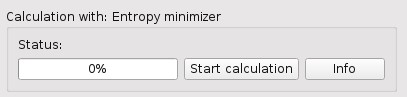 Calculation with: Entropy minimizer
Status:
0% Start calculation Info